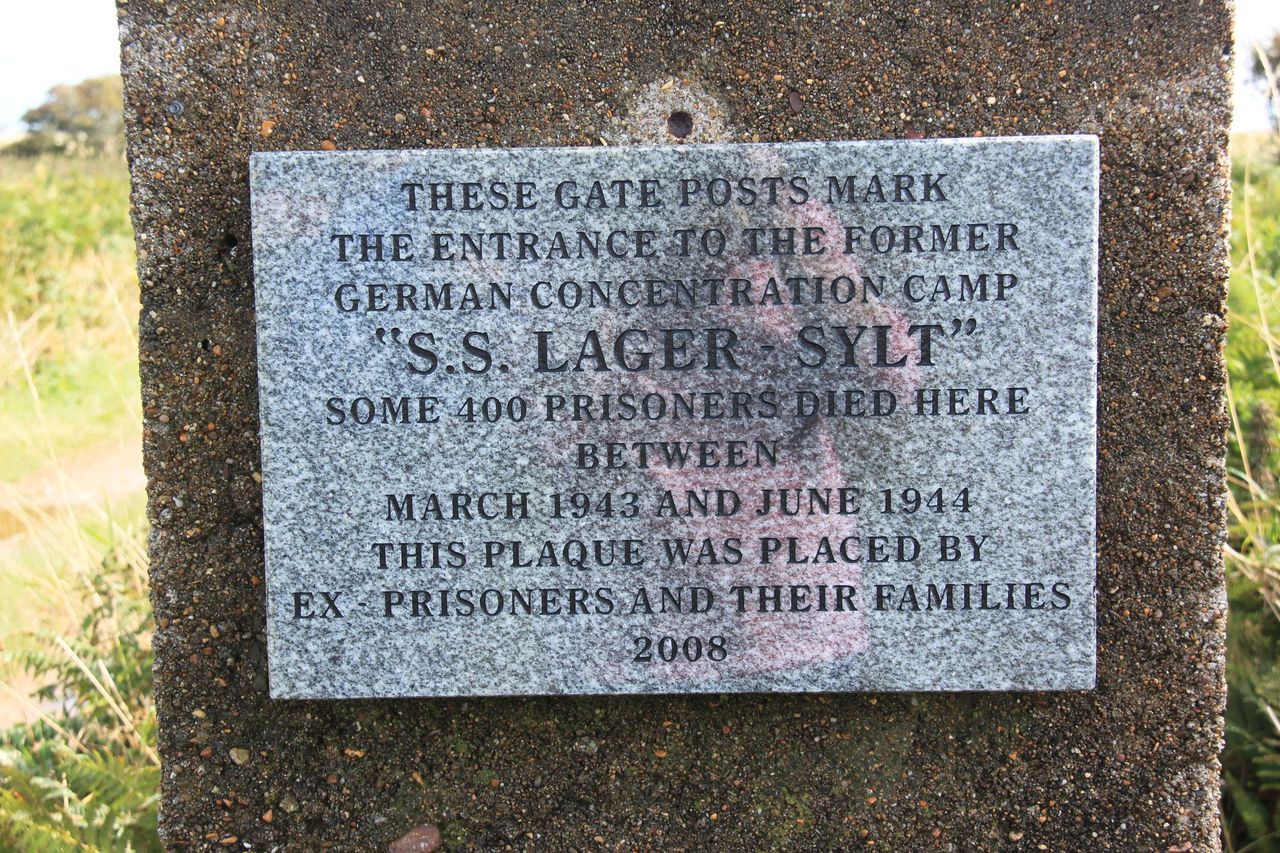 THESE GATE POSTS MARK
THE ENTRANCE TO THE FORMER
GERMAN CONCENTRATION CAMP
"S.S. LAGER - SYLT"
SOME 400 PRISONERS DIED HERE
BETWEEN
MARCH 1943 AND JUNE 1944
THIS PLAQUE WAS PLACED BY
EX - PRISONERS AND THEIR FAMILIES
2008